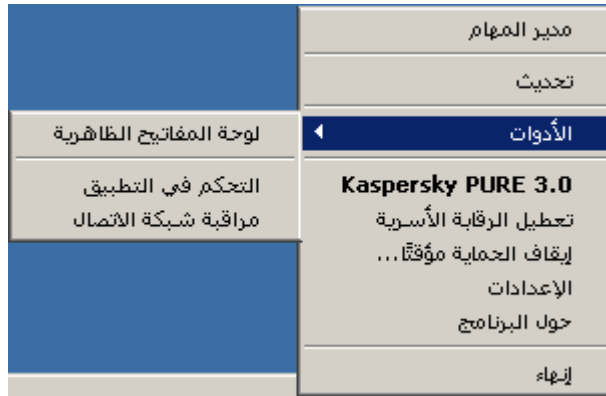 مدير المهام
تحديث
الأدوات
لوحة المفاتيح الظاهرية
التحكم في التطبيق
مراقبة شبكة الاتصال
Kaspersky PURE 3.0
تعطيل الرقابة الأسرية
إيقاف الحماية مؤقتًا...
الإعدادات
حول البرنامج
إنهاء